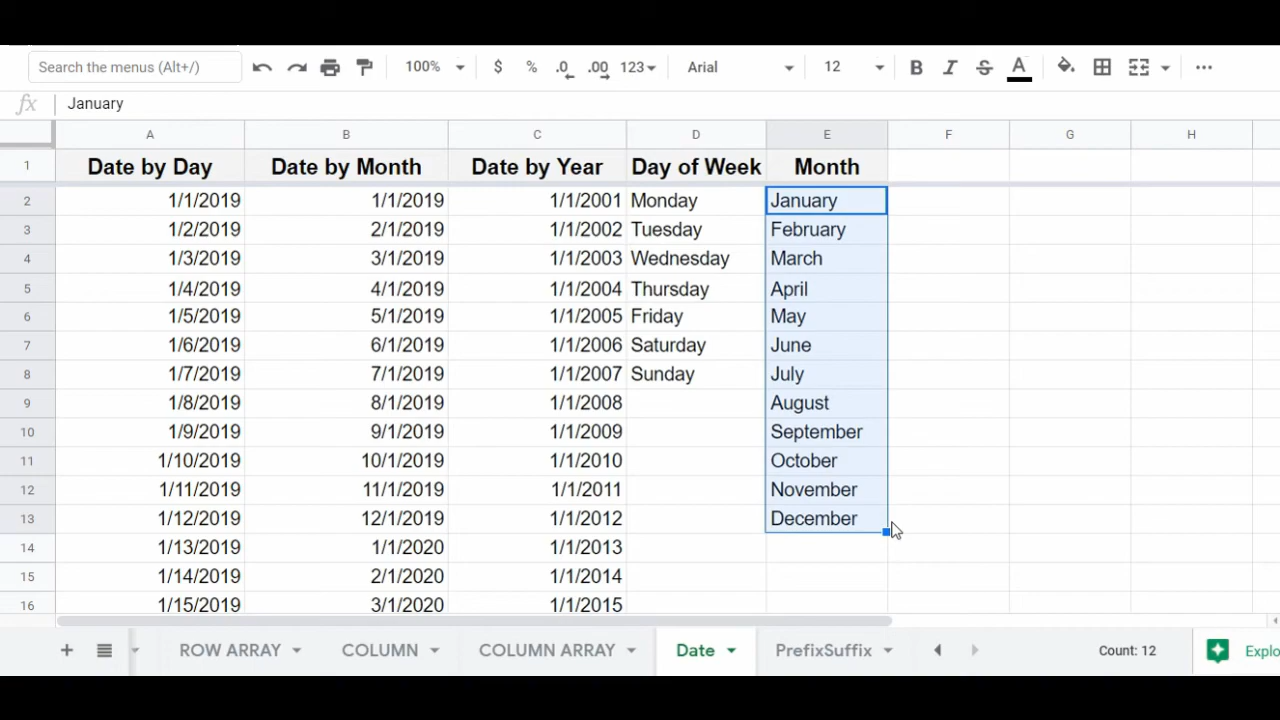 Search the menus (Alt+/) 100% $ % .0 .00 123 Arial 12 B I S A
fx January
A B C D E F G H
1 Date by Day Date by Month Date by Year Day of Week Month
2 1/1/2019 1/1/2019 1/1/2001 Monday January
3 1/2/2019 2/1/2019 1/1/2002 Tuesday February
4 1/3/2019 3/1/2019 1/1/2003 Wednesday March
5 1/4/2019 4/1/2019 1/1/2004 Thursday April
6 1/5/2019 5/1/2019 1/1/2005 Friday May
7 1/6/2019 6/1/2019 1/1/2006 Saturday June
8 1/7/2019 7/1/2019 1/1/2007 Sunday July
9 1/8/2019 8/1/2019 1/1/2008 August
10 1/9/2019 9/1/2019 1/1/2009 September
11 1/10/2019 10/1/2019 1/1/2010 October
12 1/11/2019 11/1/2019 1/1/2011 November
13 1/12/2019 12/1/2019 1/1/2012 December
14 1/13/2019 1/1/2020 1/1/2013
15 1/14/2019 2/1/2020 1/1/2014
16 1/15/2019 3/1/2020 1/1/2015
+ ROW ARRAY COLUMN COLUMN ARRAY Date PrefixSuffix Count: 12 Explo